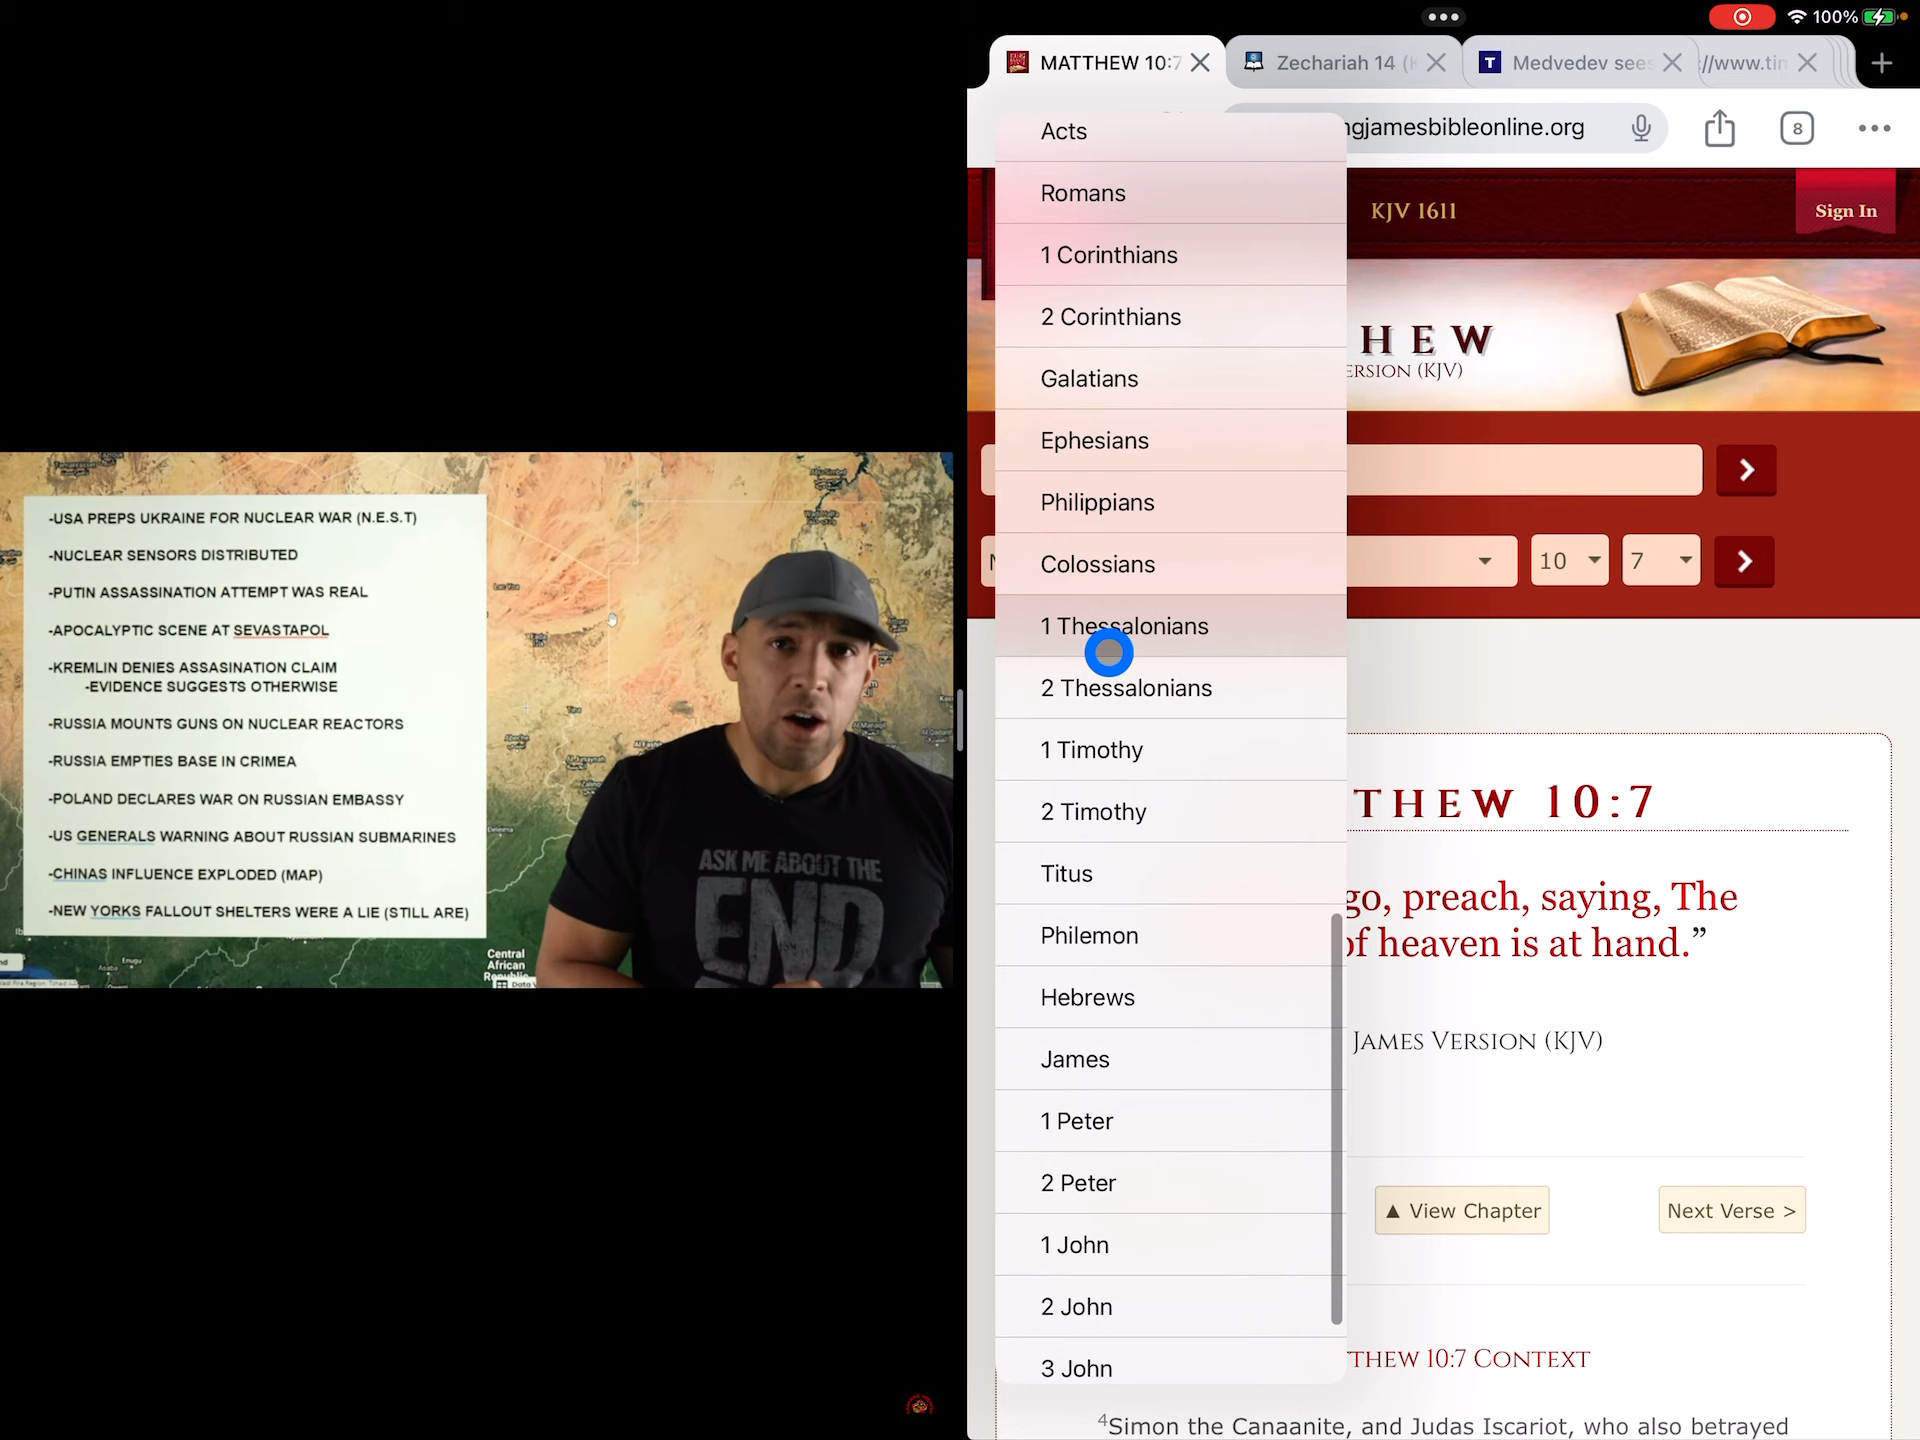 100%
MATTHEW 10:7
Zechariah 14 (
Medvedev sees
://www.tin
ngjamesbibleonline.org
8
KJV 1611
Sign In
HEW
ERSION (KJV)
10
7
Acts
Romans
1 Corinthians
2 Corinthians
Galatians
Ephesians
Philippians
Colossians
1 Thessalonians
2 Thessalonians
1 Timothy
2 Timothy
Titus
Philemon
Hebrews
James
1 Peter
2 Peter
1 John
2 John
3 John
THEW 10:7
go, preach, saying, The
of heaven is at hand.”
JAMES VERSION (KJV)
▲ View Chapter
Next Verse >
THEW 10:7 CONTEXT
4Simon the Canaanite, and Judas Iscariot, who also betrayed
-USA PREPS UKRAINE FOR NUCLEAR WAR (N.E.S.T)
-NUCLEAR SENSORS DISTRIBUTED
-PUTIN ASSASSINATION ATTEMPT WAS REAL
-APOCALYPTIC SCENE AT SEVASTAPOL
-KREMLIN DENIES ASSASINATION CLAIM
-EVIDENCE SUGGESTS OTHERWISE
-RUSSIA MOUNTS GUNS ON NUCLEAR REACTORS
-RUSSIA EMPTIES BASE IN CRIMEA
-POLAND DECLARES WAR ON RUSSIAN EMBASSY
-US GENERALS WARNING ABOUT RUSSIAN SUBMARINES
-CHINAS INFLUENCE EXPLODED (MAP)
-NEW YORKS FALLOUT SHELTERS WERE A LIE (STILL ARE)
ASK ME ABOUT THE
END
Central
African
Republic
Enugu